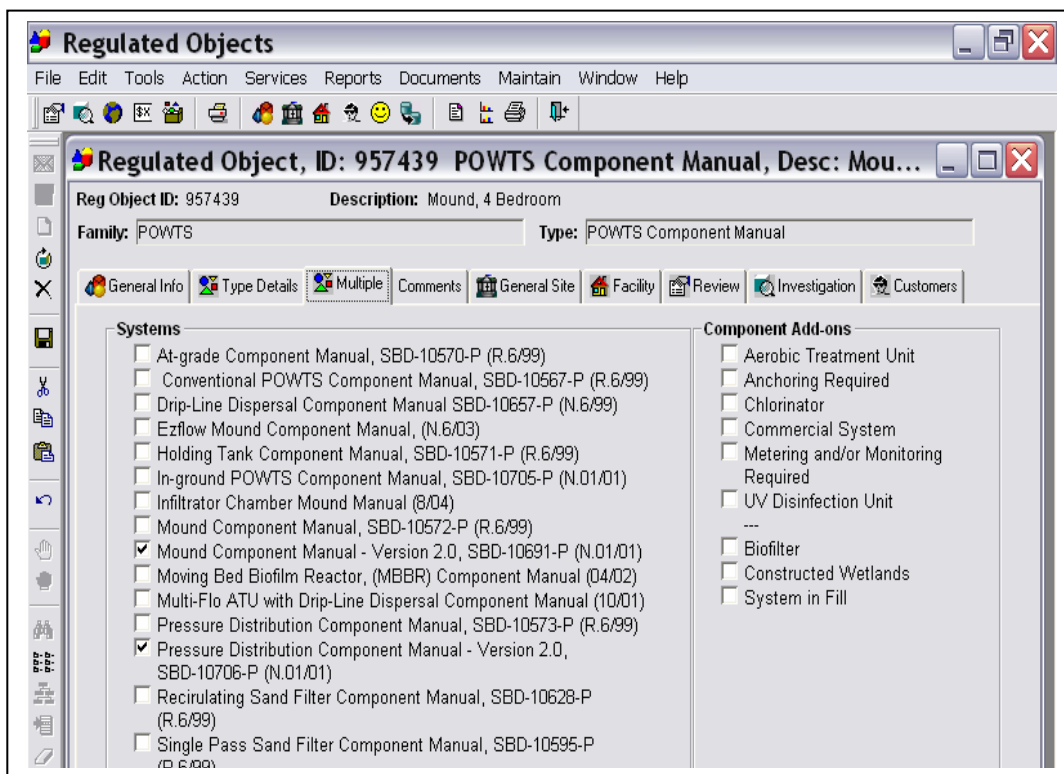 Regulated Objects
File Edit Tools Action Services Reports Documents Maintain Window Help
Regulated Object, ID: 957439 POWTS Component Manual, Desc: Mou...
Reg Object ID: 957439 Description: Mound, 4 Bedroom
Family: POWTS Type: POWTS Component Manual
General Info Type Details Multiple Comments General Site Facility Review Investigation Customers
Systems
At-grade Component Manual, SBD-10570-P (R.6/99)
Conventional POWTS Component Manual, SBD-10567-P (R.6/99)
Drip-Line Dispersal Component Manual SBD-10657-P (N.6/99)
Ezflow Mound Component Manual, (N.6/03)
Holding Tank Component Manual, SBD-10571-P (R.6/99)
In-ground POWTS Component Manual, SBD-10705-P (N.01/01)
Infiltrator Chamber Mound Manual (8/04)
Mound Component Manual, SBD-10572-P (R.6/99)
Mound Component Manual - Version 2.0, SBD-10691-P (N.01/01)
Moving Bed Biofilm Reactor, (MBBR) Component Manual (04/02)
Multi-Flo ATU with Drip-Line Dispersal Component Manual (10/01)
Pressure Distribution Component Manual, SBD-10573-P (R.6/99)
Pressure Distribution Component Manual - Version 2.0,
SBD-10706-P (N.01/01)
Recirulating Sand Filter Component Manual, SBD-10628-P
(R.6/99)
Single Pass Sand Filter Component Manual, SBD-10595-P
(R.6/99)
Component Add-ons
Aerobic Treatment Unit
Anchoring Required
Chlorinator
Commercial System
Metering and/or Monitoring
Required
UV Disinfection Unit
---
Biofilter
Constructed Wetlands
System in Fill